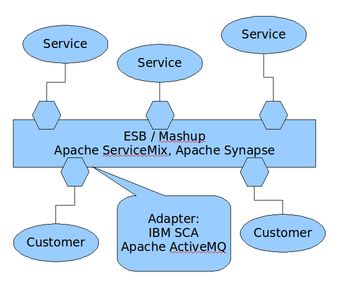 Service
Service
Service
ESB / Mashup
Apache ServiceMix, Apache Synapse
Adapter:
IBM SCA
Apache ActiveMQ
Customer
Customer